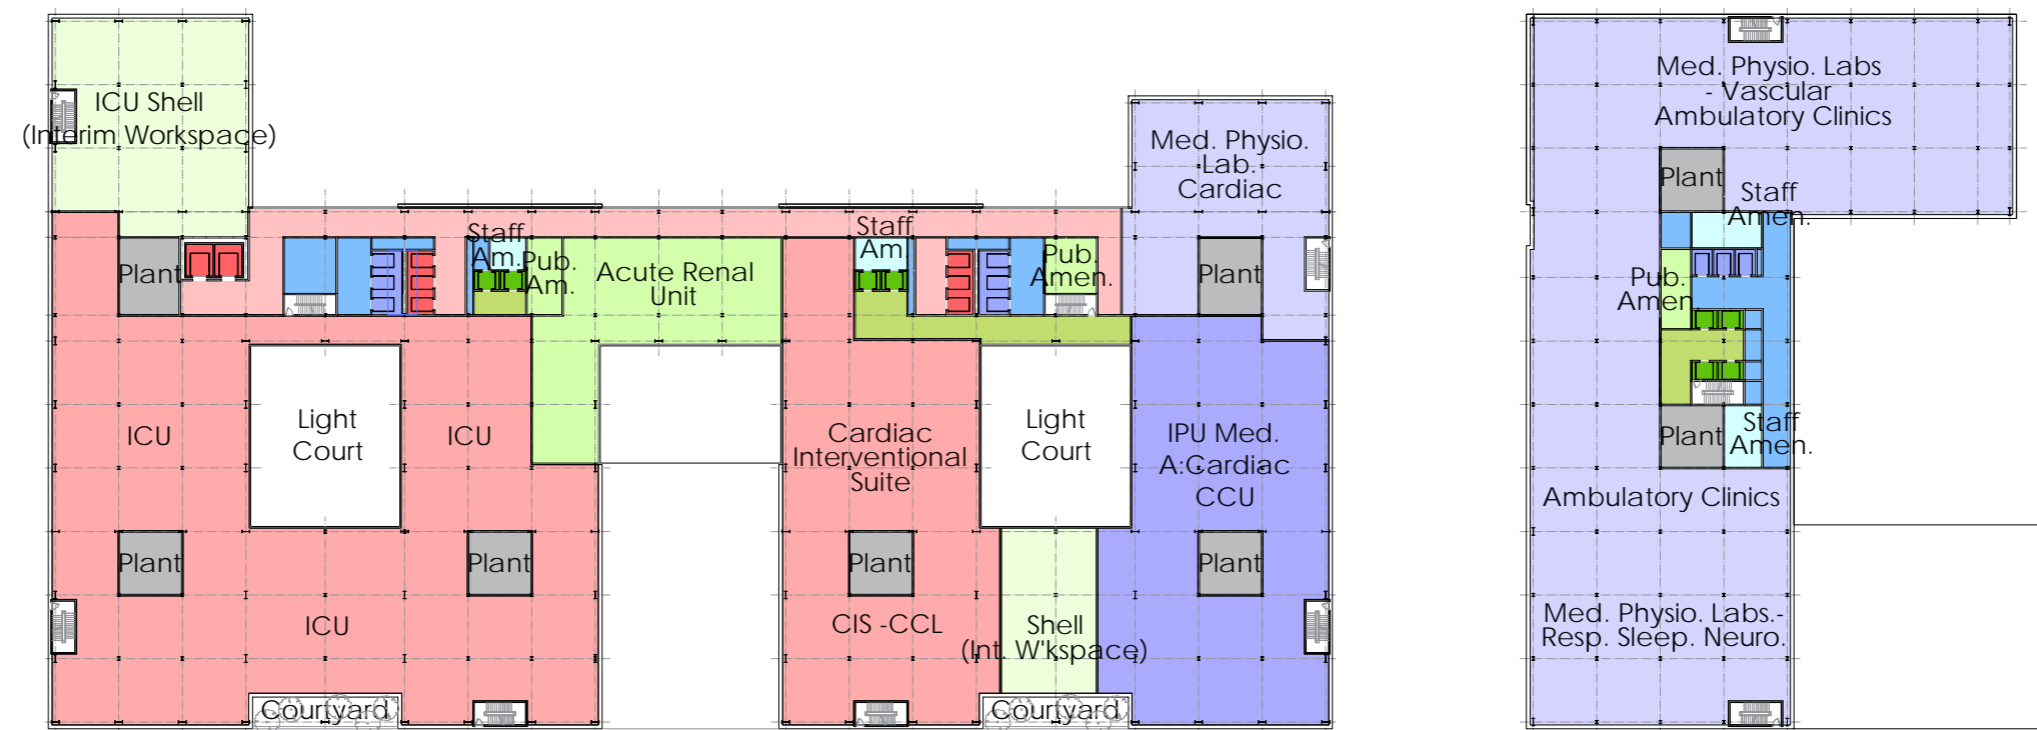 ICU Shell
(Interim Workspace)
Med. Physio.
Lab.
Cardiac
Med. Physio. Labs
- Vascular
Ambulatory Clinics
Plant
Staff
Amen.
Plant
Staff
Am.
Pub.
Am.
Acute Renal
Unit
Staff
Am.
Pub.
Amen.
Plant
Pub.
Amen.
ICU
Light
Court
ICU
Cardiac
Interventional
Suite
Light
Court
IPU Med.
A:Cardiac
CCU
Plant
Staff
Amen.
Ambulatory Clinics
Plant
Plant
Plant
Plant
ICU
CIS -CCL
Shell
(Int. W'kspace)
Med. Physio. Labs.-
Resp. Sleep. Neuro.
Courtyard
Courtyard